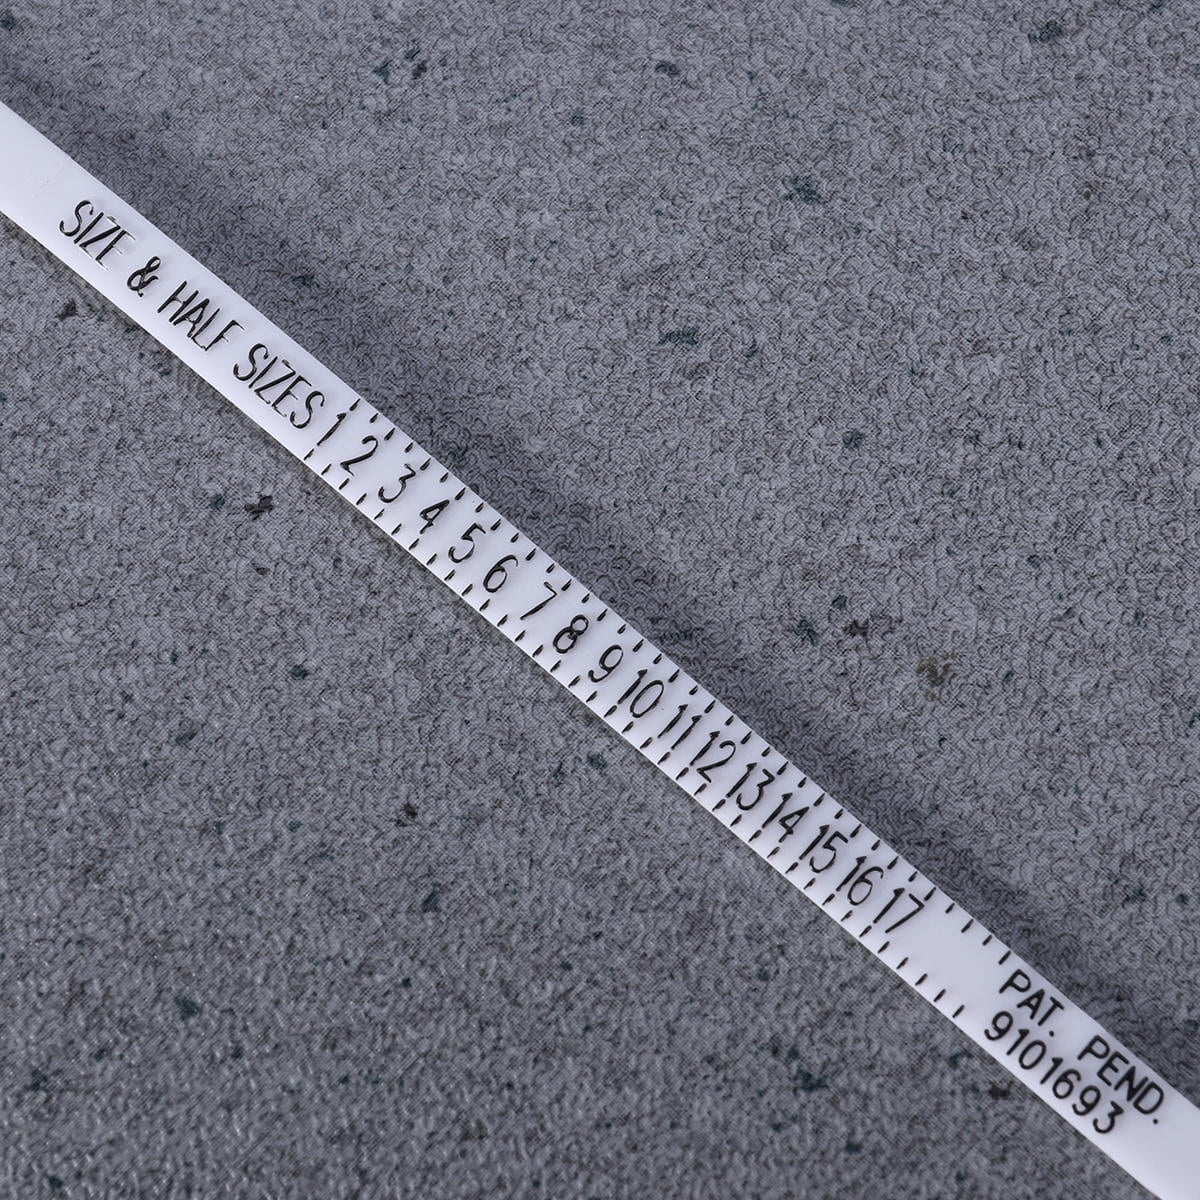 SIZE & HALF SIZES 1 2 3 4 5 6 7 8 9 10 11 12 13 14 15 16 17
PAT. PEND.
9101693